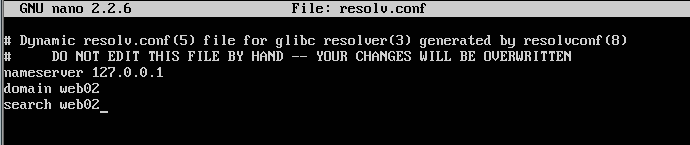 GNU nano 2.2.6 File: resolv.conf
# Dynamic resolv.conf(5) file for glibc resolver(3) generated by resolvconf(8)
#     DO NOT EDIT THIS FILE BY HAND -- YOUR CHANGES WILL BE OVERWRITTEN
nameserver 127.0.0.1
domain web02
search web02_